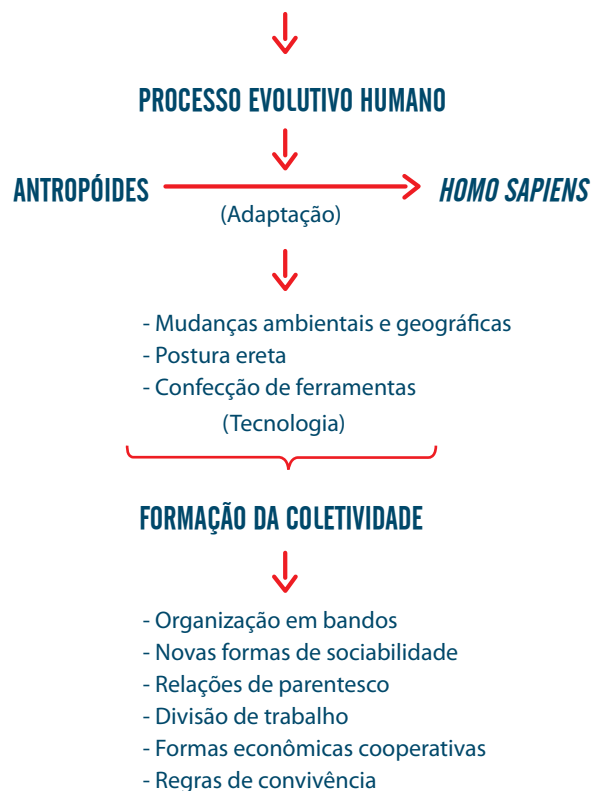 PROCESSO EVOLUTIVO HUMANO
ANTROPÓIDES
HOMO SAPIENS
(Adaptação)
- Mudanças ambientais e geográficas
- Postura ereta
- Confecção de ferramentas
(Tecnologia)
FORMAÇÃO DA COLETIVIDADE
- Organização em bandos
- Novas formas de sociabilidade
- Relações de parentesco
- Divisão de trabalho
- Formas econômicas cooperativas
- Regras de convivência